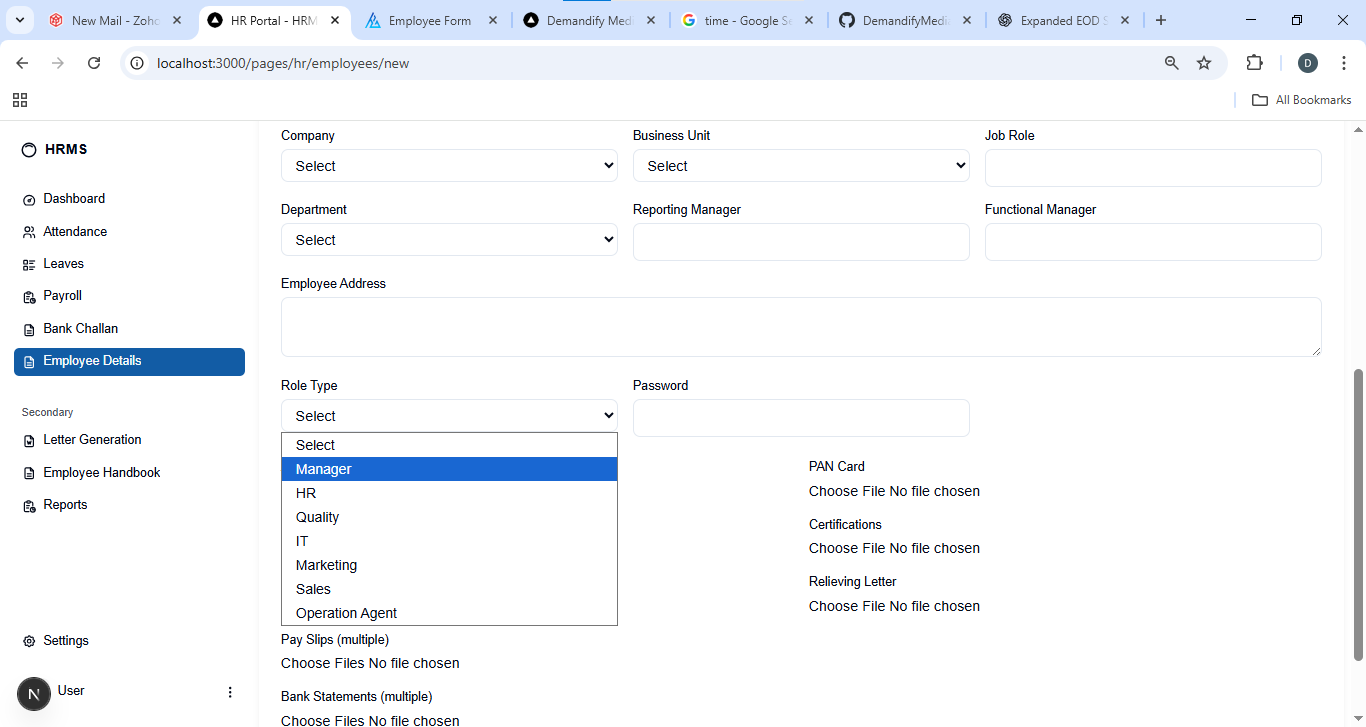 New Mail - Zoho
HR Portal - HRM
Employee Form
Demandify Medi
time - Google Se
DemandifyMedi
Expanded EOD S
localhost:3000/pages/hr/employees/new
D
All Bookmarks
HRMS
Dashboard
Attendance
Leaves
Payroll
Bank Challan
Employee Details
Secondary
Letter Generation
Employee Handbook
Reports
Settings
N
User
Company
Business Unit
Job Role
Select
Select
Department
Reporting Manager
Functional Manager
Select
Employee Address
Role Type
Password
Select
Select
Manager
HR
Quality
IT
Marketing
Sales
Operation Agent
PAN Card
Choose File No file chosen
Certifications
Choose File No file chosen
Relieving Letter
Choose File No file chosen
Pay Slips (multiple)
Choose Files No file chosen
Bank Statements (multiple)
Choose Files No file chosen